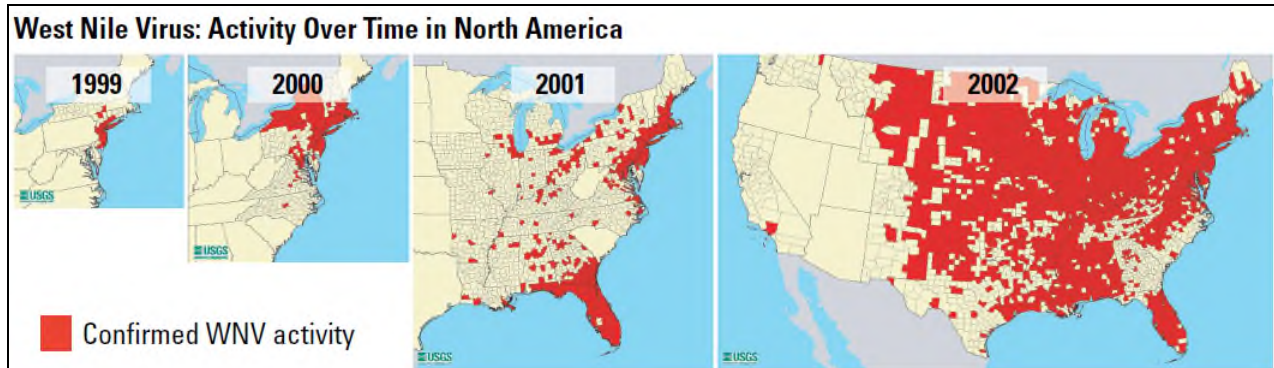 West Nile Virus: Activity Over Time in North America
1999
2000
2001
2002
USGS
USGS
USGS
USGS
Confirmed WNV activity